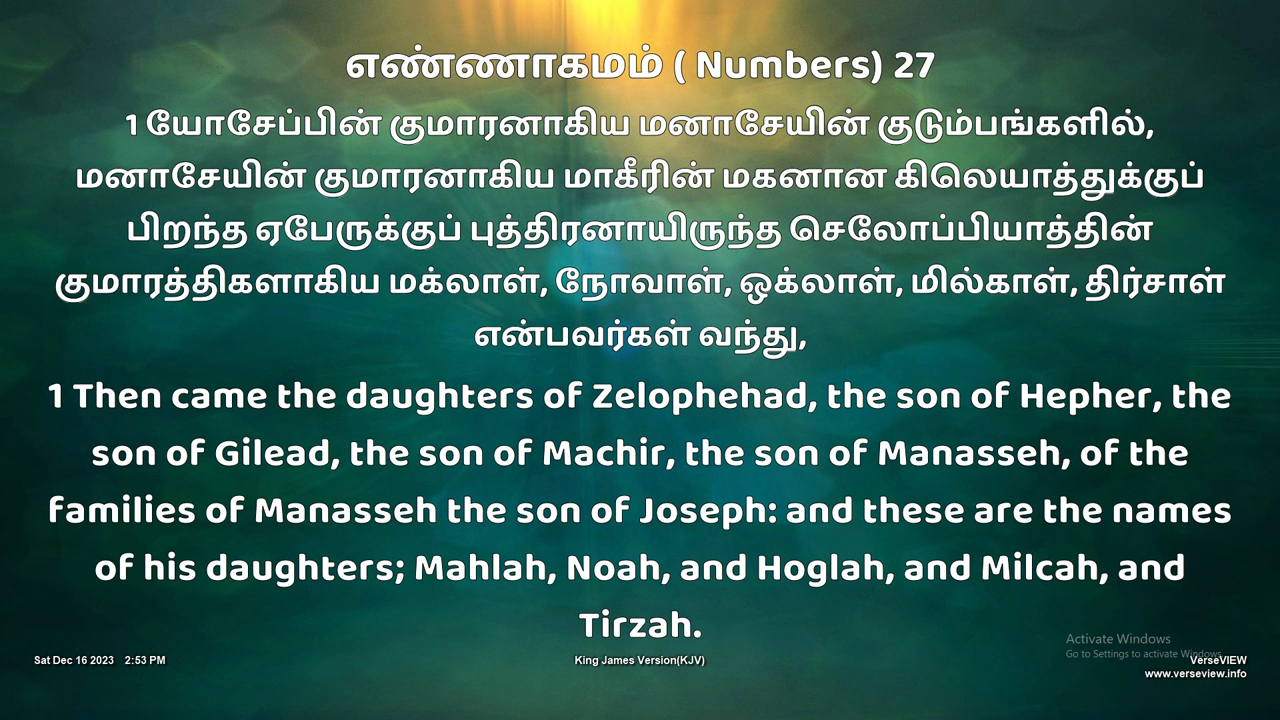 எண்ணாகமம் ( Numbers) 27
1 யோசேப்பின் குமாரனாகிய மனாசேயின் குடும்பங்களில்,
மனாசேயின் குமாரனாகிய மாகீரின் மகனான கிலெயாத்துக்குப்
பிறந்த ஏபேருக்குப் புத்திரனாயிருந்த செலோப்பியாத்தின்
குமாரத்திகளாகிய மக்லாள், நோவாள், ஒக்லாள், மில்காள், திர்சாள்
என்பவர்கள் வந்து,
1 Then came the daughters of Zelophehad, the son of Hepher, the
son of Gilead, the son of Machir, the son of Manasseh, of the
families of Manasseh the son of Joseph: and these are the names
of his daughters; Mahlah, Noah, and Hoglah, and Milcah, and
Tirzah.
Activate Windows
Go to Settings to activate Windows.
Sat Dec 16 2023 2:53 PM
King James Version(KJV)
VerseVIEW
www.verseview.info